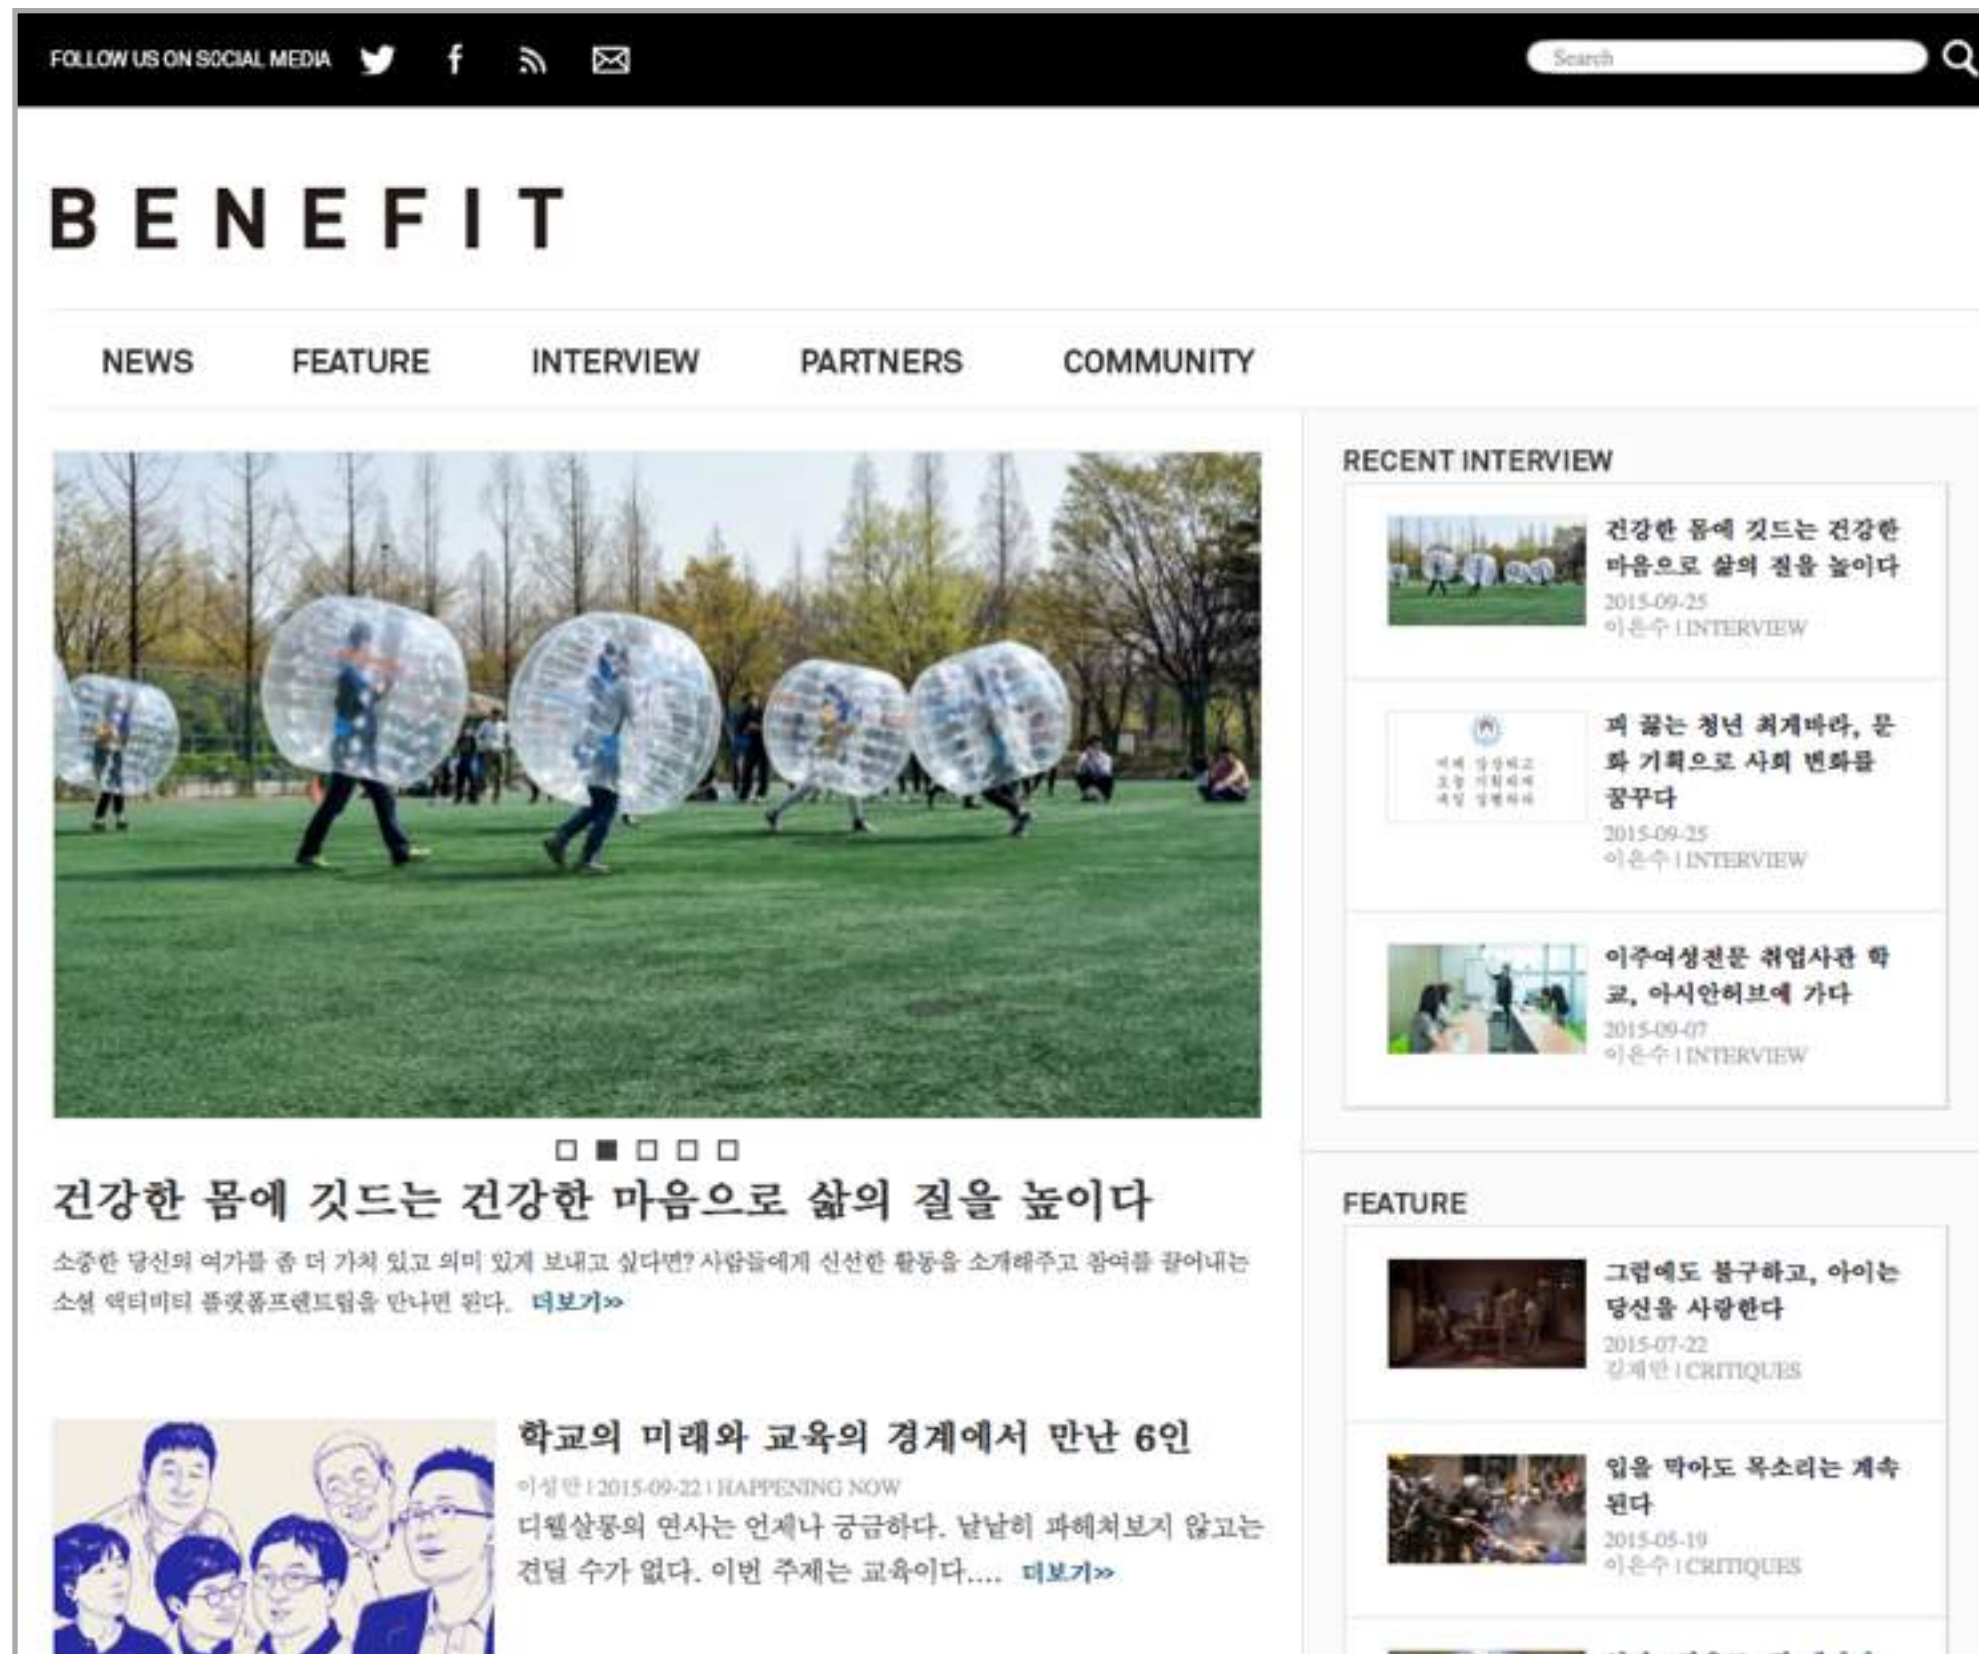 FOLLOW US ON SOCIAL MEDIA
Search
BENEFIT
NEWS FEATURE INTERVIEW PARTNERS COMMUNITY
건강한 몸에 깃드는 건강한 마음으로 삶의 질을 높이다
소중한 당신의 여가를 좀 더 가치 있고 의미 있게 보내고 싶다면? 사람들에게 신선한 활동을 소개해주고 참여를 끌어내는
소셜 액티비티 플랫폼프렌트립을 만나면 된다. 더보기»
학교의 미래와 교육의 경계에서 만난 6인
2015-09-22 | HAPPENING NOW
디웰살롱의 연사는 언제나 궁금하다. 낱낱히 파헤쳐보지 않고는
견딜 수가 없다. 이번 주제는 교육이다.... 더보기»
RECENT INTERVIEW
건강한 몸에 깃드는 건강한
마음으로 삶의 질을 높이다
2015-09-25
이은수 | INTERVIEW
피 끓는 청년 최게바라, 문
화 기획으로 사회 변화를
꿈꾸다
2015-09-25
이은수 | INTERVIEW
이주여성전문 취업사관 학
교, 아시안허브에 가다
2015-09-07
이은수 | INTERVIEW
FEATURE
그럼에도 불구하고, 아이는
당신을 사랑한다
2015-07-22
김재만 | CRITIQUES
입을 막아도 목소리는 계속
된다
2015-05-19
이은수 | CRITIQUES